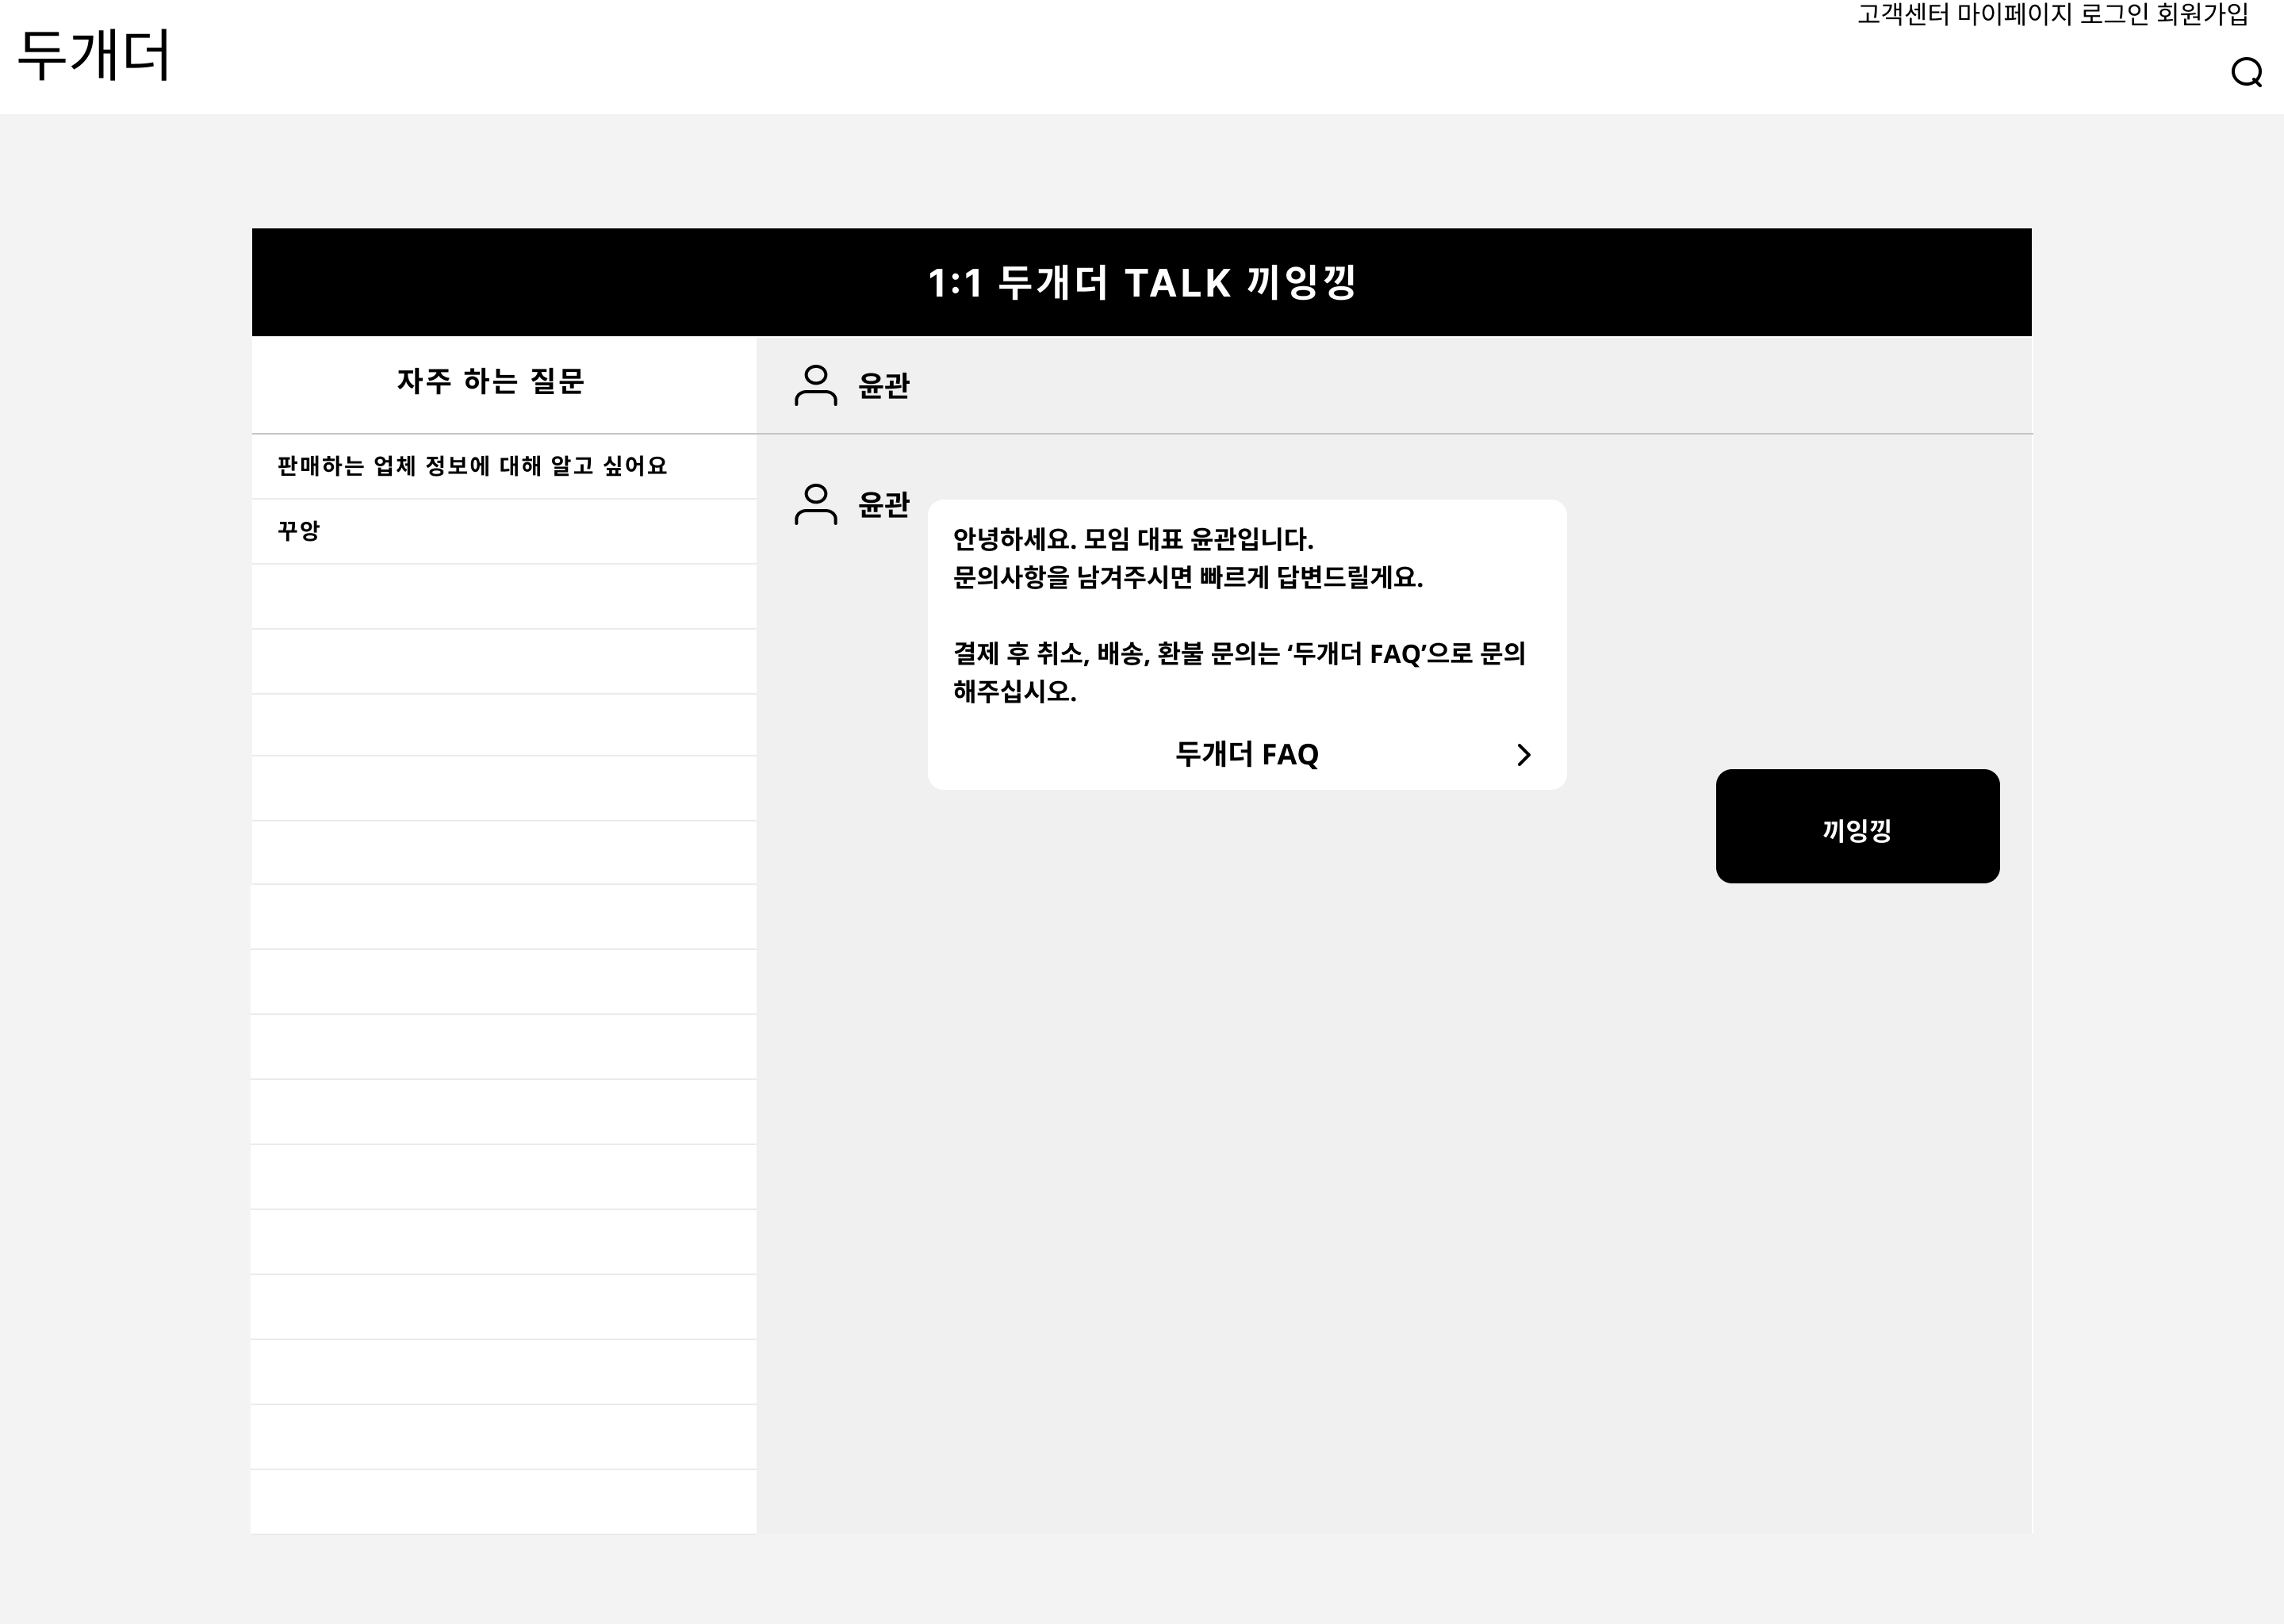 고객센터 마이페이지 로그인 회원가입
두개더
1:1 두개더 TALK 끼잉낑
자주 하는 질문
윤관
판매하는 업체 정보에 대해 알고 싶어요
꾸앙
윤관
안녕하세요. 모임 대표 윤관입니다.
문의사항을 남겨주시면 빠르게 답변드릴게요.
결제 후 취소, 배송, 환불 문의는 ‘두개더 FAQ’으로 문의
해주십시오.
두개더 FAQ
끼잉낑